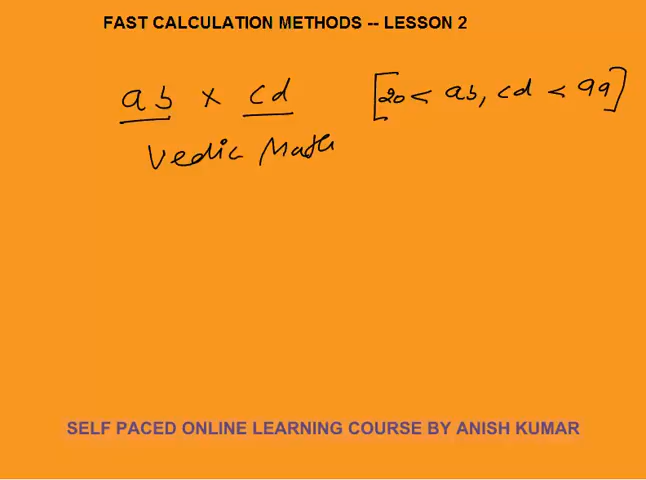 FAST CALCULATION METHODS -- LESSON 2
ab × cd [20 < ab, cd < 99]
Vedic Math
SELF PACED ONLINE LEARNING COURSE BY ANISH KUMAR